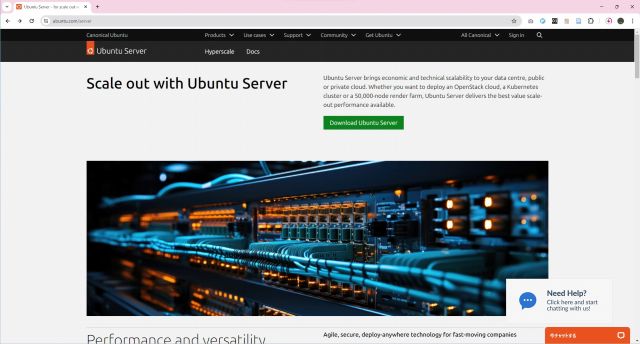 Ubuntu Server - for scale out w
ubuntu.com/server
Canonical Ubuntu
Products
Use cases
Support
Community
Get Ubuntu
All Canonical
Sign in
Ubuntu Server
Hyperscale
Docs
Scale out with Ubuntu Server
Ubuntu Server brings economic and technical scalability to your data centre, public
or private cloud. Whether you want to deploy an OpenStack cloud, a Kubernetes
cluster or a 50,000-node render farm, Ubuntu Server delivers the best value scale-
out performance available.
Download Ubuntu Server
Need Help?
Click here and start
chatting with us!
Performance and versatility
Agile, secure, deploy-anywhere technology for fast-moving companies
今チャットする